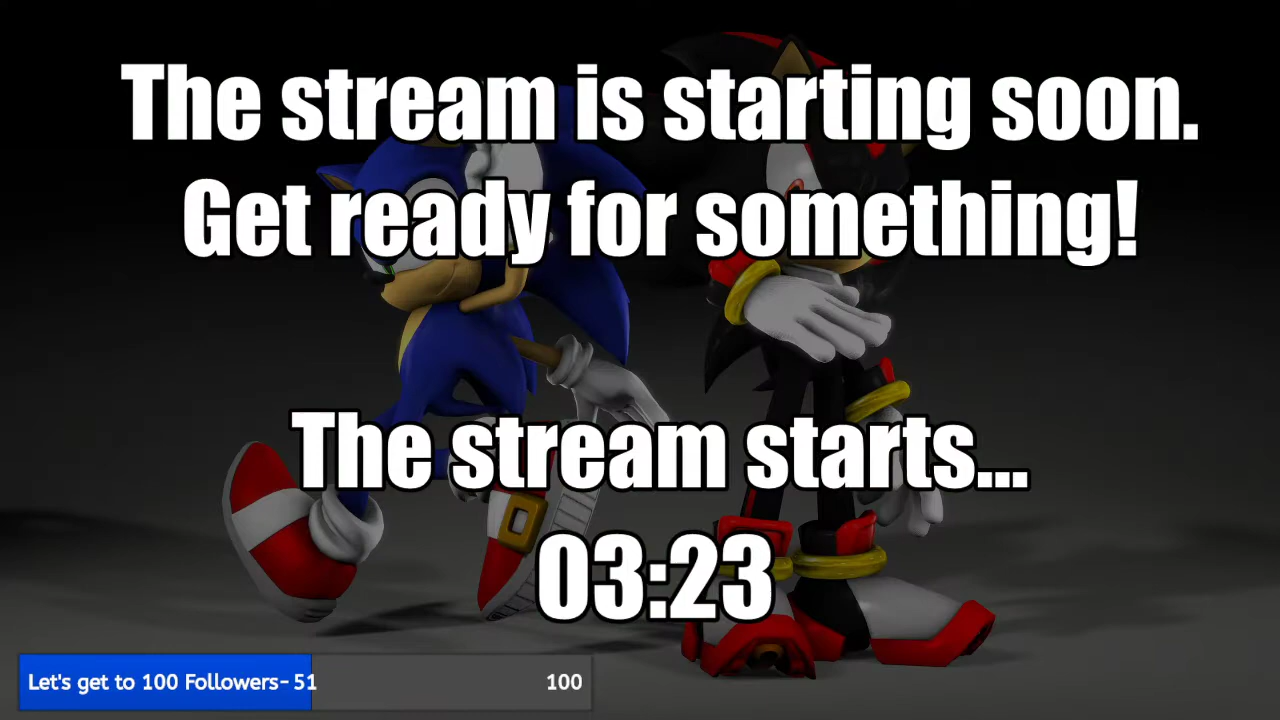 The stream is starting soon.
Get ready for something!
The stream starts...
03:23
Let's get to 100 Followers- 51 100